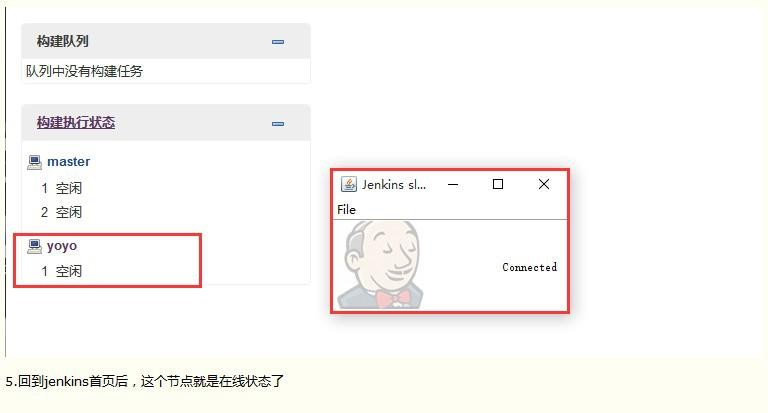 构建队列
队列中没有构建任务
构建执行状态
master
1 空闲
2 空闲
yoyo
1 空闲
Jenkins sl...
File
Connected
5.回到jenkins首页后，这个节点就是在线状态了